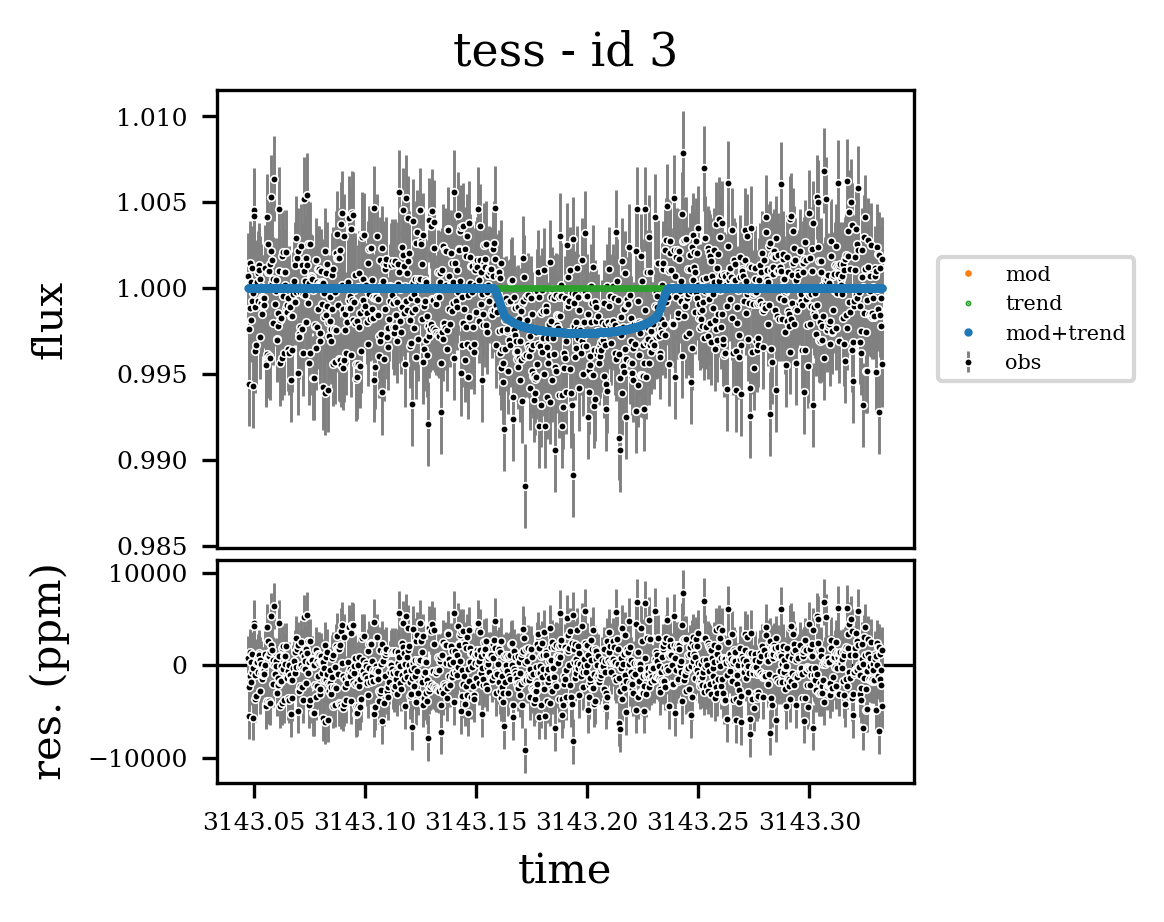 tess - id 3
1.010
1.005
1.000
0.995
0.990
0.985
flux
mod
trend
mod+trend
obs
10000
0
−10000
res. (ppm)
3143.05 3143.10 3143.15 3143.20 3143.25 3143.30
time